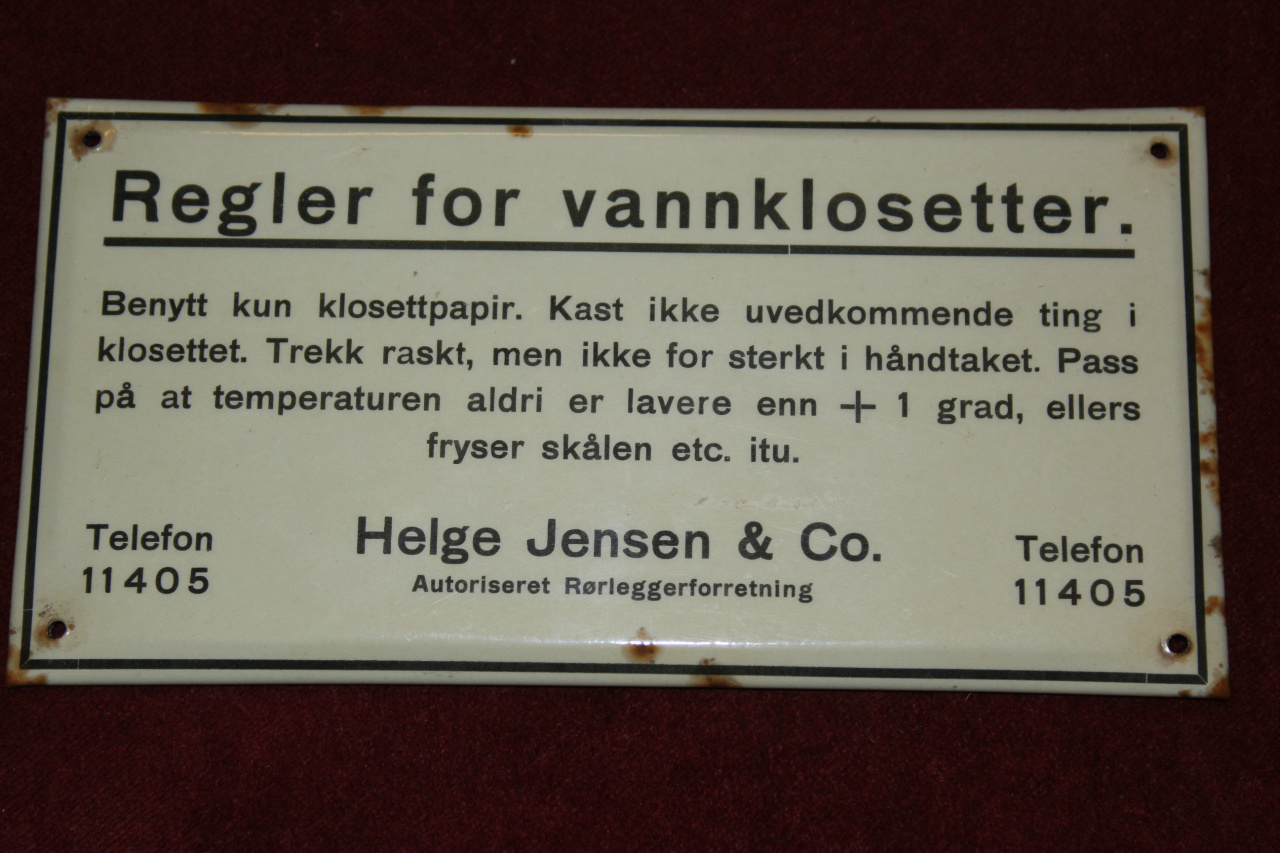 Regler for vannklosetter.
Benytt kun klosettpapir. Kast ikke uvedkommende ting i
klosettet. Trekk raskt, men ikke for sterkt i håndtaket. Pass
på at temperaturen aldri er lavere enn + 1 grad, ellers
fryser skålen etc. itu.
Telefon
11405
Helge Jensen & Co.
Autoriseret Rørleggerforretning
Telefon
11405